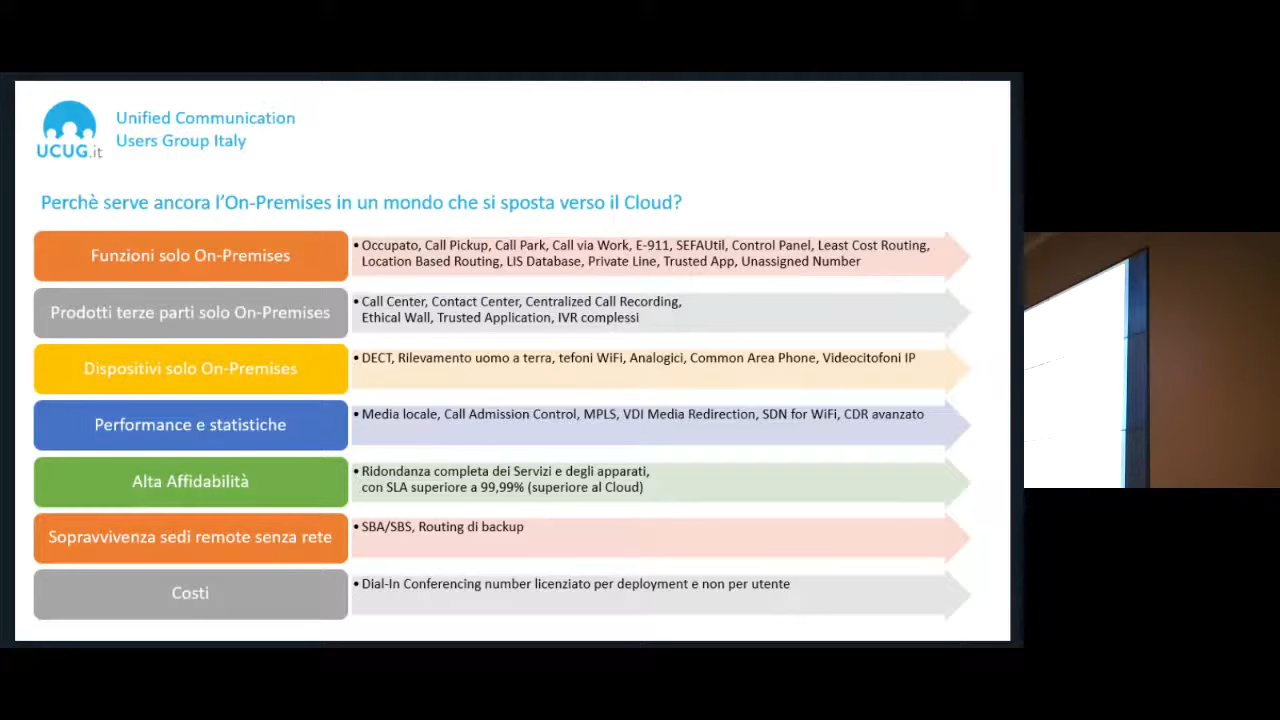 Unified Communication
Users Group Italy
UCUG.it
Perchè serve ancora l'On-Premises in un mondo che si sposta verso il Cloud?
Funzioni solo On-Premises
• Occupato, Call Pickup, Call Park, Call via Work, E-911, SEFAUtil, Control Panel, Least Cost Routing,
Location Based Routing, LIS Database, Private Line, Trusted App, Unassigned Number
Prodotti terze parti solo On-Premises
• Call Center, Contact Center, Centralized Call Recording,
Ethical Wall, Trusted Application, IVR complessi
Dispositivi solo On-Premises
• DECT, Rilevamento uomo a terra, tefoni WiFi, Analogici, Common Area Phone, Videocitofoni IP
Performance e statistiche
• Media locale, Call Admission Control, MPLS, VDI Media Redirection, SDN for WiFi, CDR avanzato
Alta Affidabilità
• Ridondanza completa dei Servizi e degli apparati,
con SLA superiore a 99,99% (superiore al Cloud)
Sopravvivenza sedi remote senza rete
• SBA/SBS, Routing di backup
Costi
• Dial-In Conferencing number licenziato per deployment e non per utente